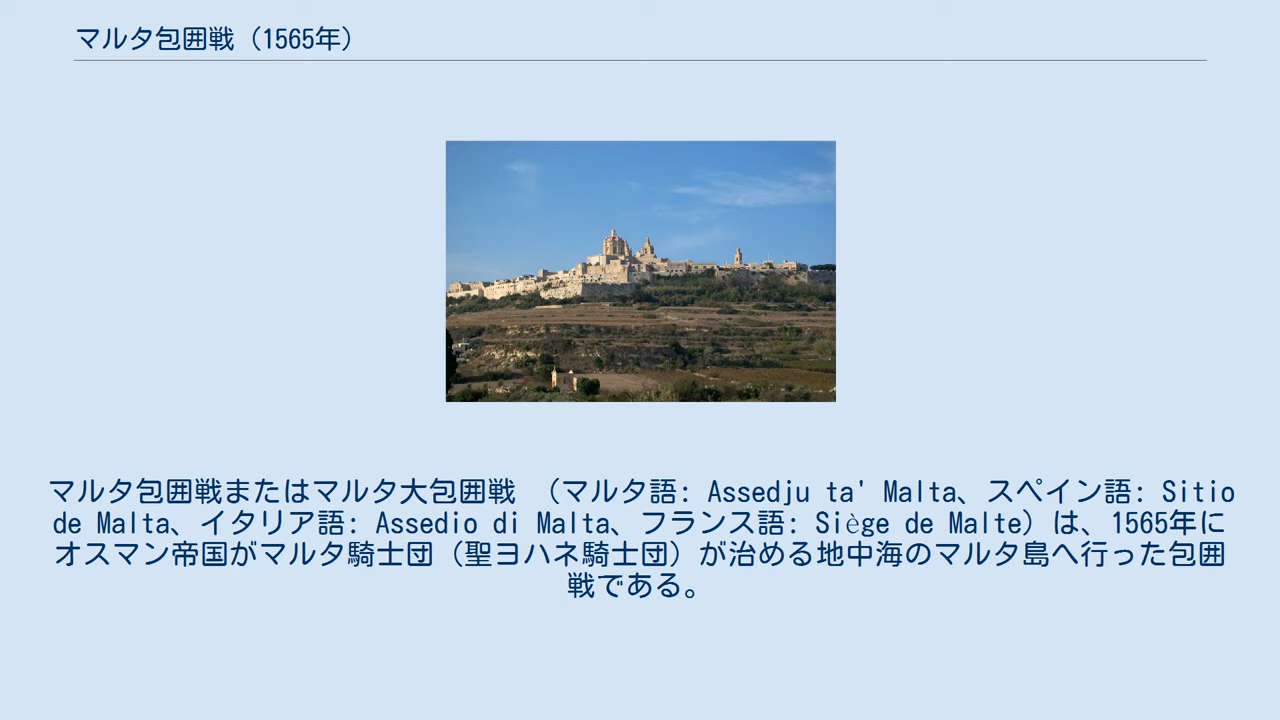 マルタ包囲戦（1565年）
マルタ包囲戦またはマルタ大包囲戦　（マルタ語: Assedju ta' Malta、スペイン語: Sitio
de Malta、イタリア語: Assedio di Malta、フランス語: Siège de Malte）は、1565年に
オスマン帝国がマルタ騎士団（聖ヨハネ騎士団）が治める地中海のマルタ島へ行った包囲
戦である。